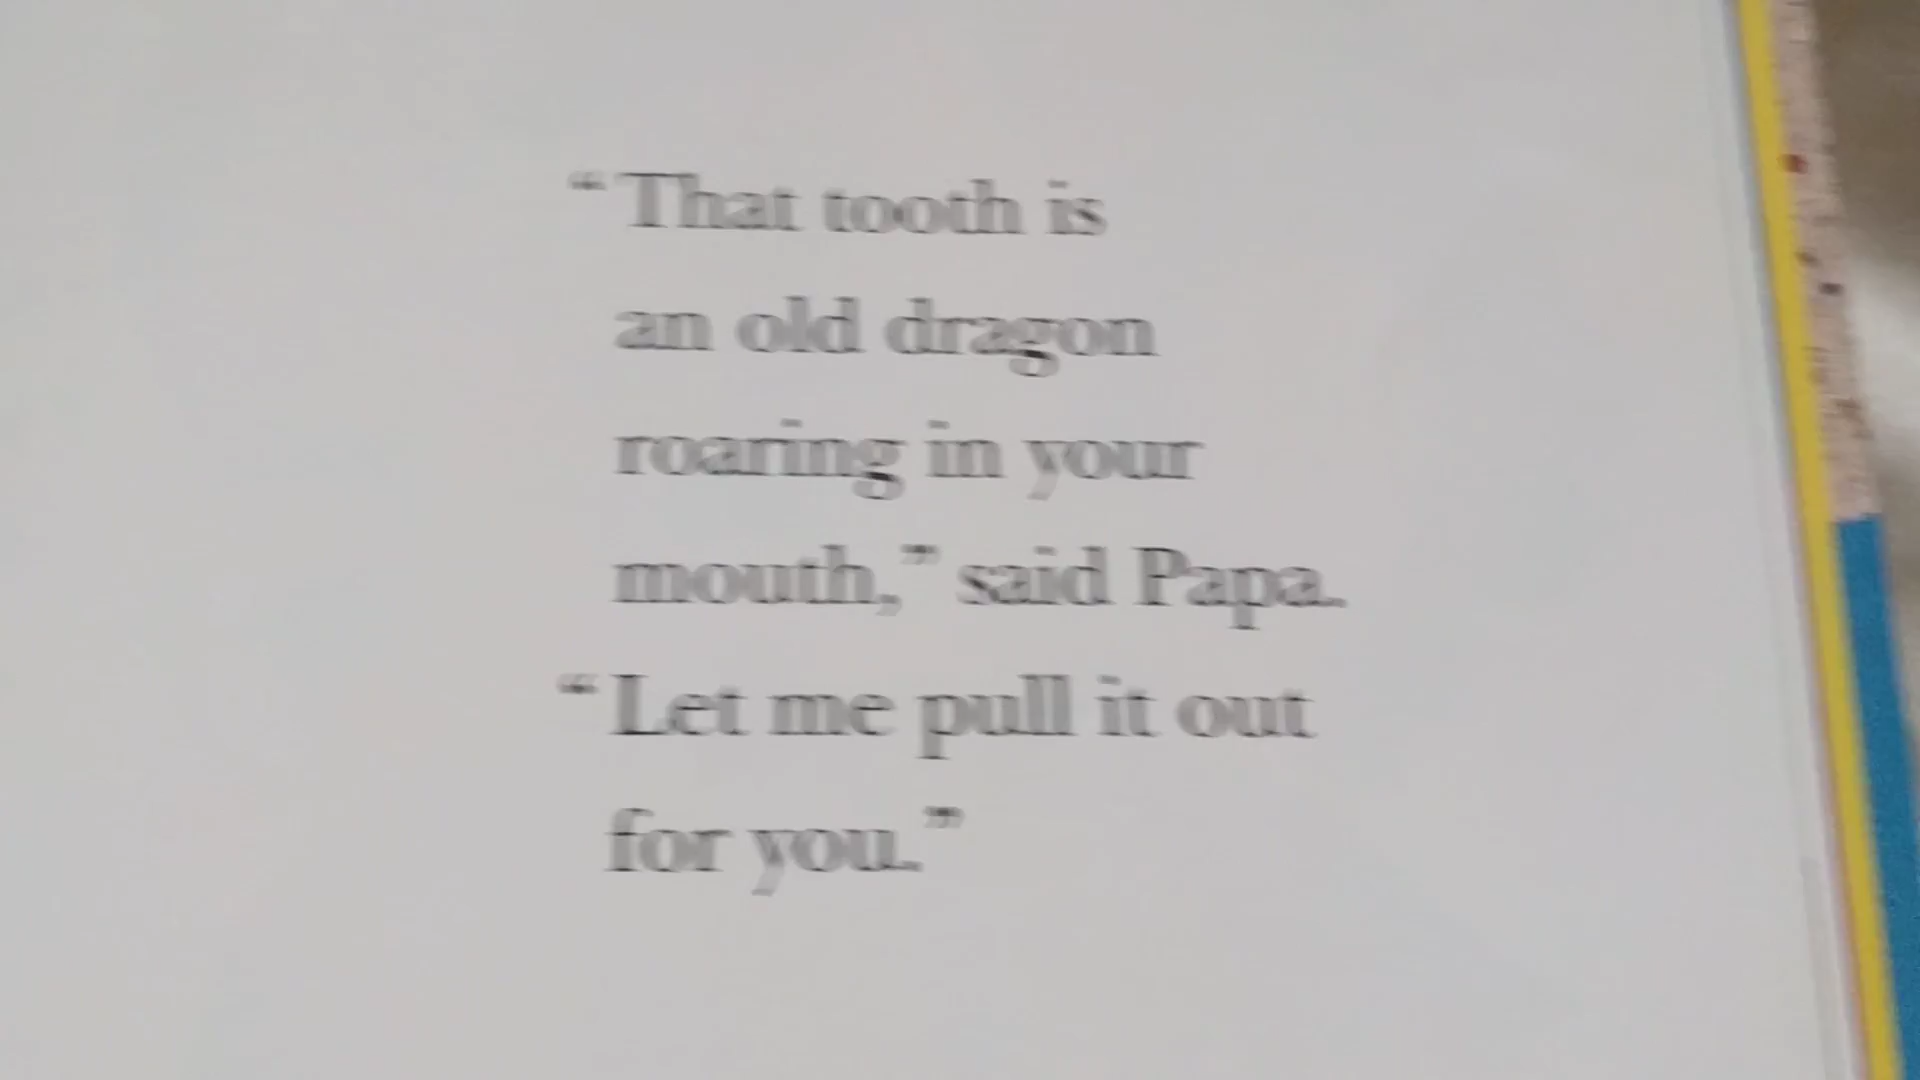 “That tooth is
an old dragon
roaring in your
mouth,” said Papa.
“Let me pull it out
for you.”